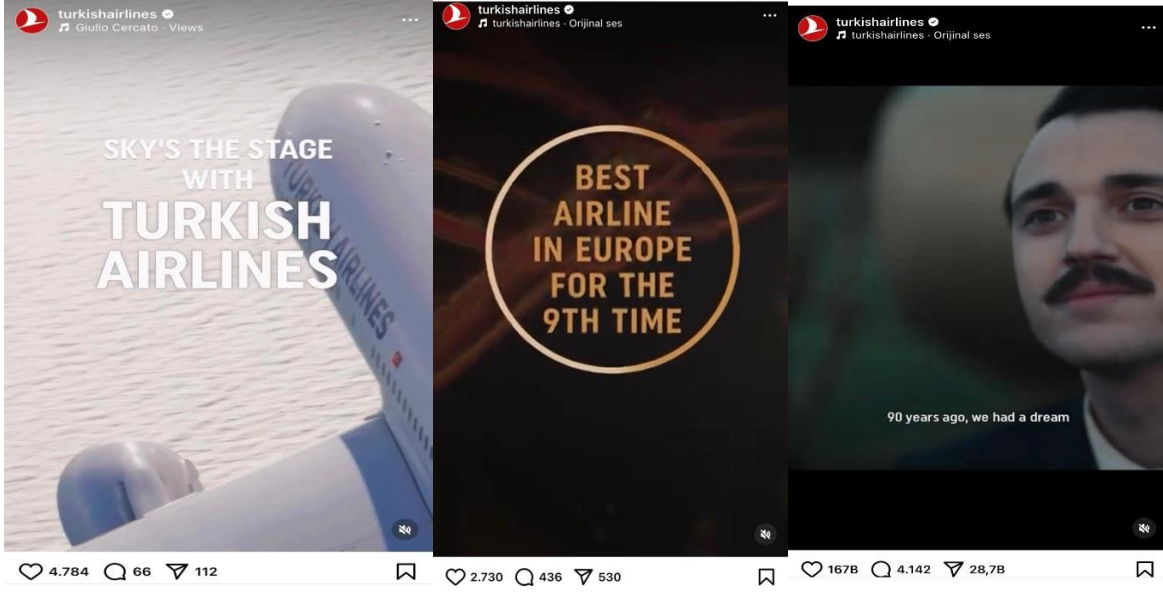 turkishairlines
Giulio Cercato · Views
SKY'S THE STAGE
WITH
TURKISH
AIRLINES
TURKISH AIRLINES
4.784 66 112
turkishairlines
turkishairlines · Orijinal ses
BEST
AIRLINE
IN EUROPE
FOR THE
9TH TIME
2.730 436 530
turkishairlines
turkishairlines · Orijinal ses
90 years ago, we had a dream
167B 4.142 28,7B